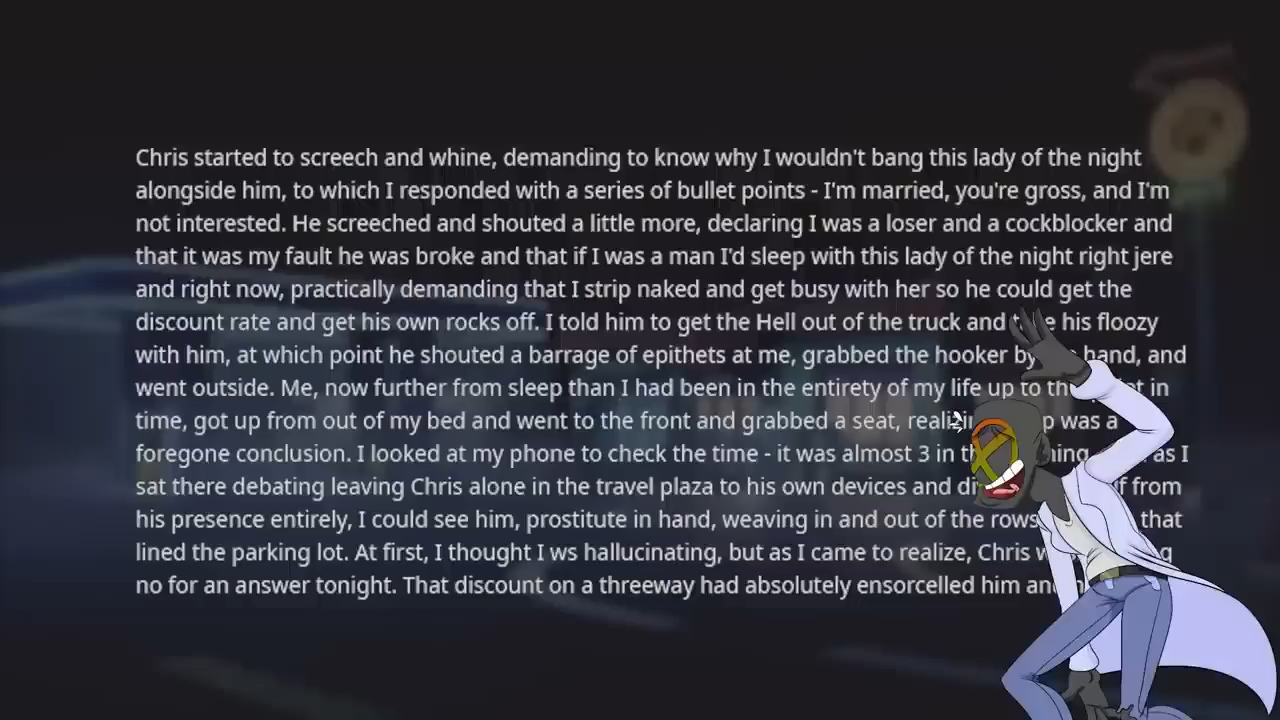 Chris started to screech and whine, demanding to know why I wouldn't bang this lady of the night
alongside him, to which I responded with a series of bullet points - I'm married, you're gross, and I'm
not interested. He screeched and shouted a little more, declaring I was a loser and a cockblocker and
that it was my fault he was broke and that if I was a man I'd sleep with this lady of the night right jere
and right now, practically demanding that I strip naked and get busy with her so he could get the
discount rate and get his own rocks off. I told him to get the Hell out of the truck and his floozy
with him, at which point he shouted a barrage of epithets at me, grabbed the hooker by hand, and
went outside. Me, now further from sleep than I had been in the entirety of my life up to in
time, got up from out of my bed and went to the front and grabbed a seat, was a
foregone conclusion. I looked at my phone to check the time - it was almost 3 in as I
sat there debating leaving Chris alone in the travel plaza to his own devices and from
his presence entirely, I could see him, prostitute in hand, weaving in and out of the rows that
lined the parking lot. At first, I thought I ws hallucinating, but as I came to realize, Chris
no for an answer tonight. That discount on a threeway had absolutely ensorcelled him